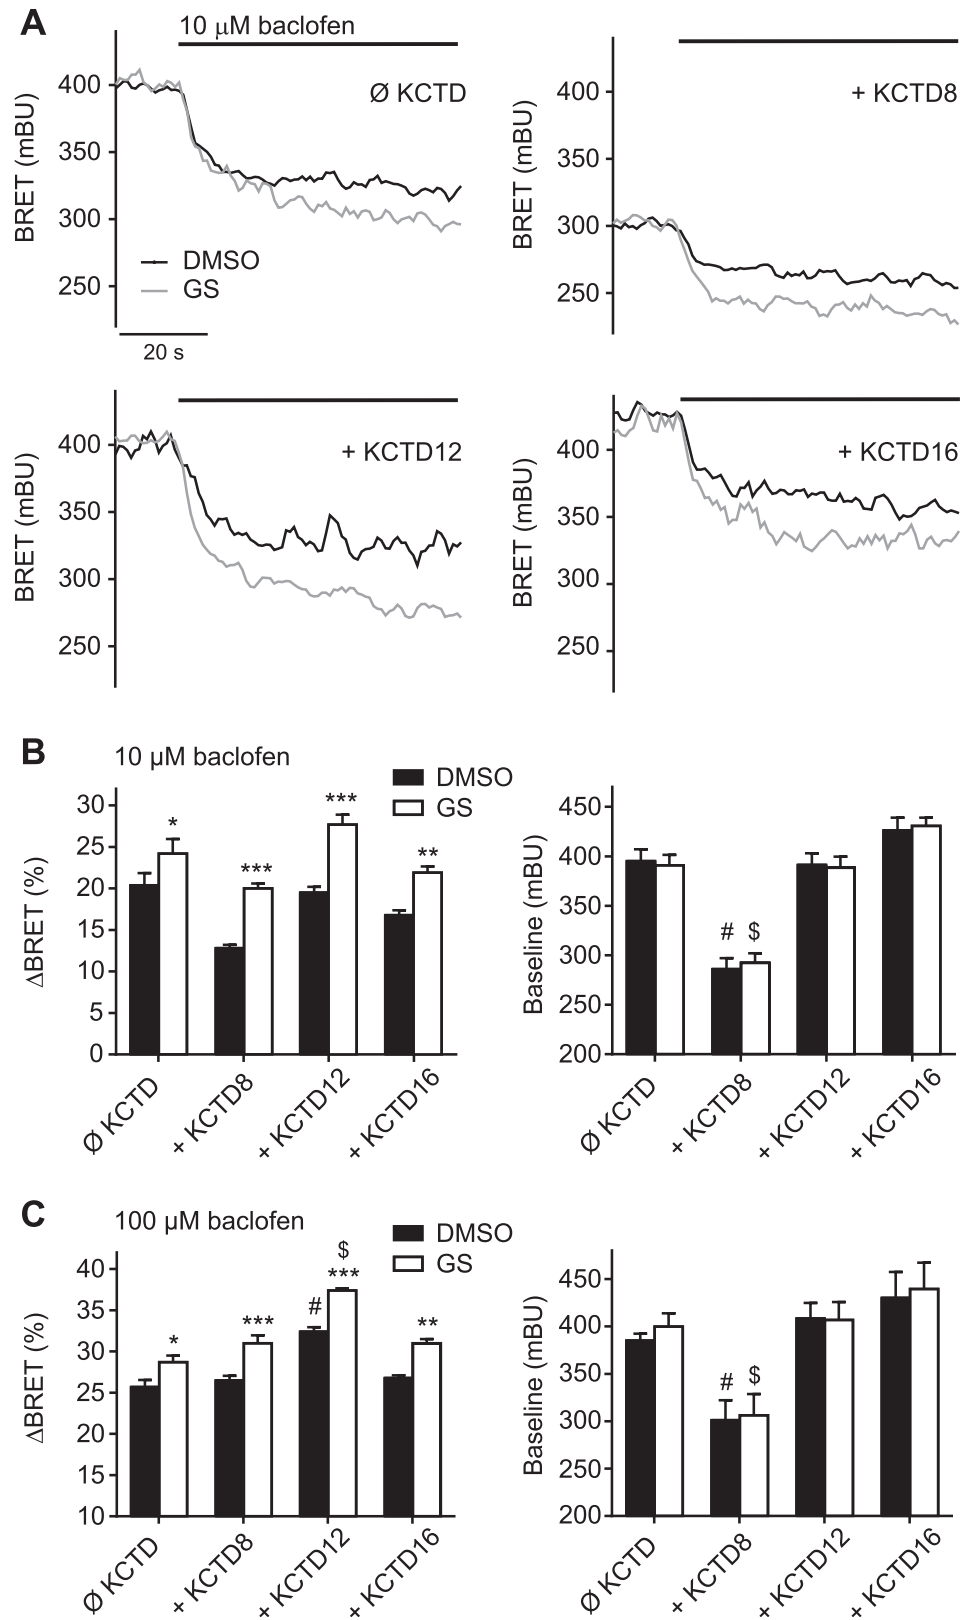 A
10 µM baclofen
Ø KCTD
BRET (mBU)
400
350
300
250
DMSO
GS
20 s
+ KCTD8
BRET (mBU)
400
350
300
250
+ KCTD12
BRET (mBU)
400
350
300
250
+ KCTD16
BRET (mBU)
400
350
300
250
B
10 µM baclofen
DMSO
GS
ΔBRET (%)
30
25
20
15
10
5
0
*
***
***
**
Ø KCTD
+ KCTD8
+ KCTD12
+ KCTD16
Baseline (mBU)
450
400
350
300
250
200
# $
Ø KCTD
+ KCTD8
+ KCTD12
+ KCTD16
C
100 µM baclofen
DMSO
GS
ΔBRET (%)
40
35
30
25
20
15
10
*
***
#
$
***
**
Ø KCTD
+ KCTD8
+ KCTD12
+ KCTD16
Baseline (mBU)
450
400
350
300
250
200
# $
Ø KCTD
+ KCTD8
+ KCTD12
+ KCTD16